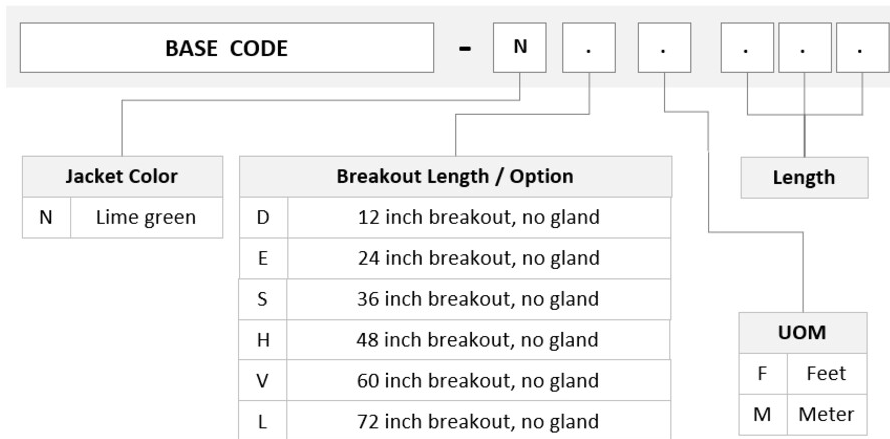 BASE CODE - N . . . . .
Jacket Color
N Lime green
Breakout Length / Option
D 12 inch breakout, no gland
E 24 inch breakout, no gland
S 36 inch breakout, no gland
H 48 inch breakout, no gland
V 60 inch breakout, no gland
L 72 inch breakout, no gland
Length
UOM
F Feet
M Meter